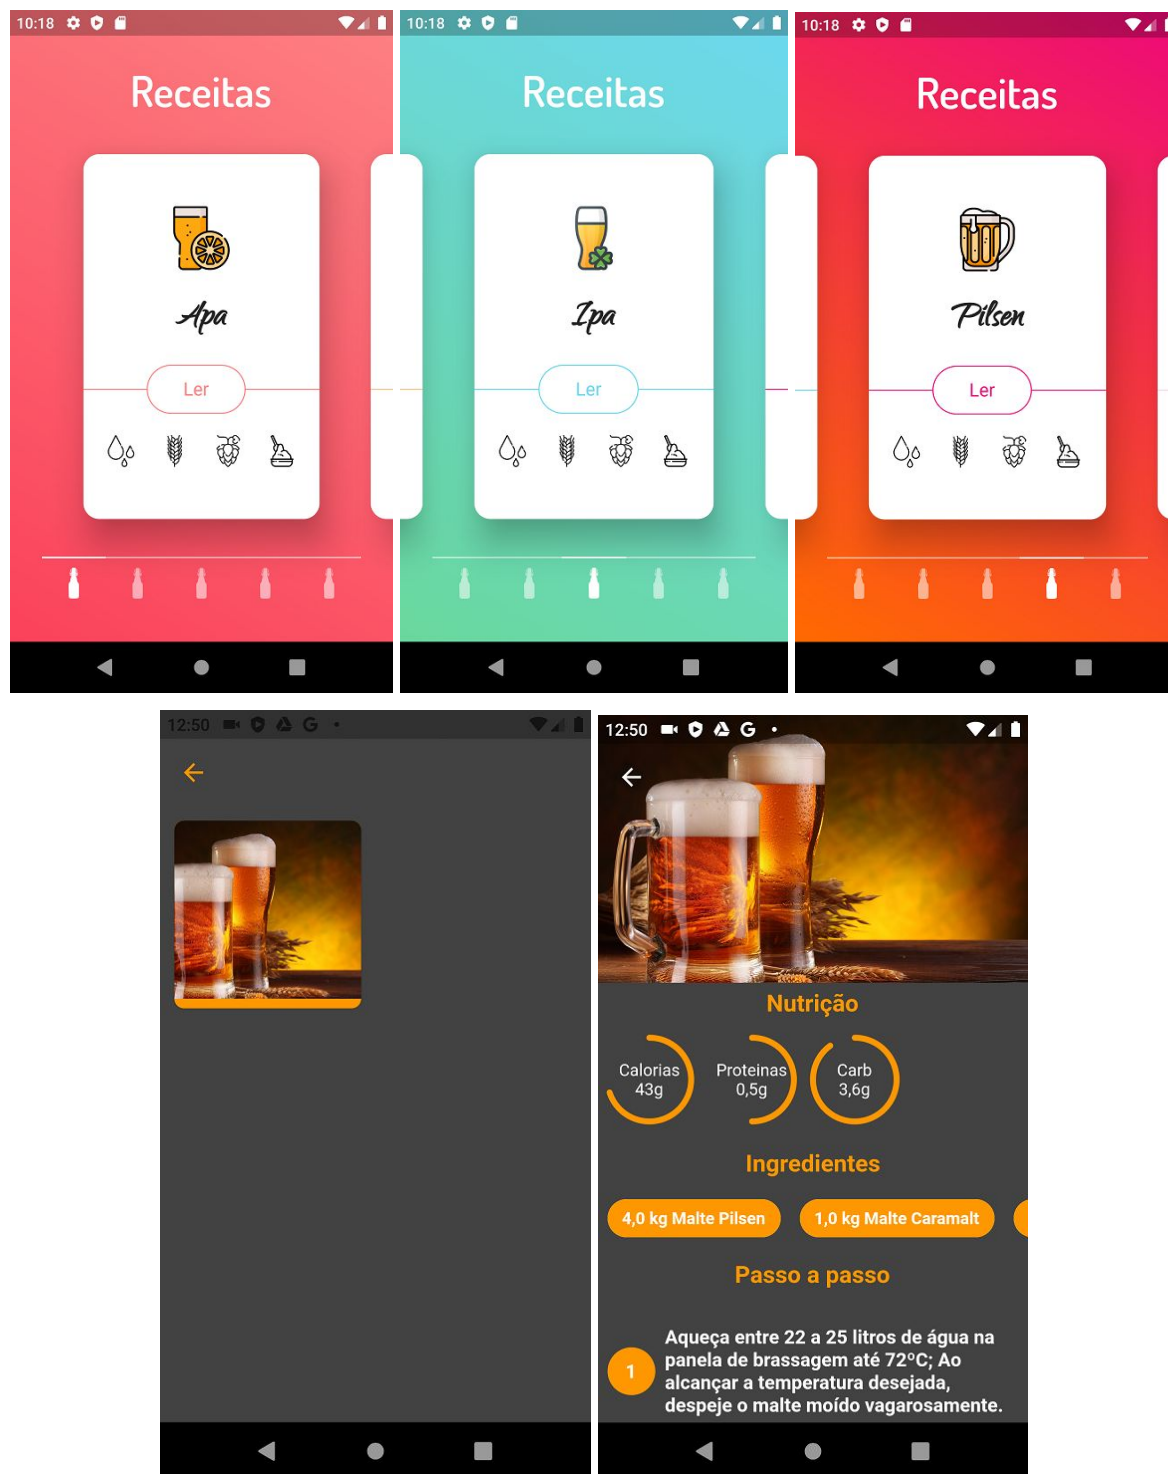 10:18
Receitas
Apa
Ler
10:18
Receitas
Ipa
Ler
10:18
Receitas
Pilsen
Ler
12:50
12:50 G
Nutrição
Calorias
43g
Proteinas
0,5g
Carb
3,6g
Ingredientes
4,0 kg Malte Pilsen
1,0 kg Malte Caramalt
Passo a passo
1
Aqueça entre 22 a 25 litros de água na
panela de brassagem até 72ºC; Ao
alcançar a temperatura desejada,
despeje o malte moído vagarosamente.